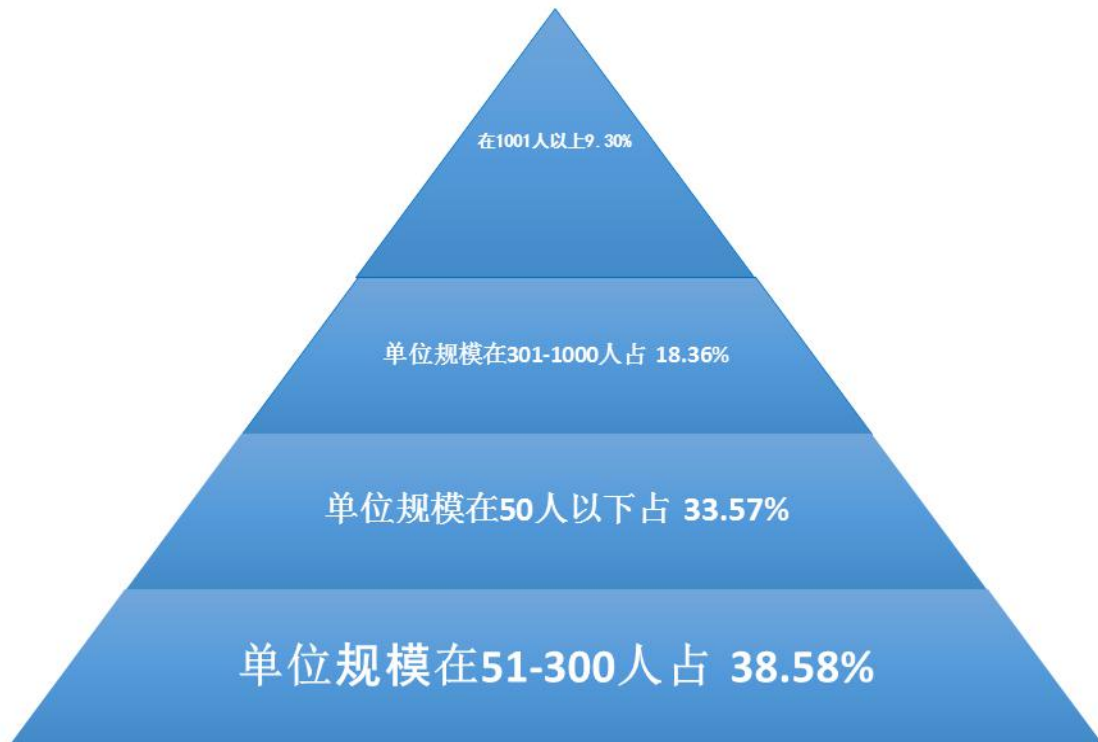 在1001人以上9.30%
单位规模在301-1000人占 18.36%
单位规模在50人以下占 33.57%
单位规模在51-300人占 38.58%